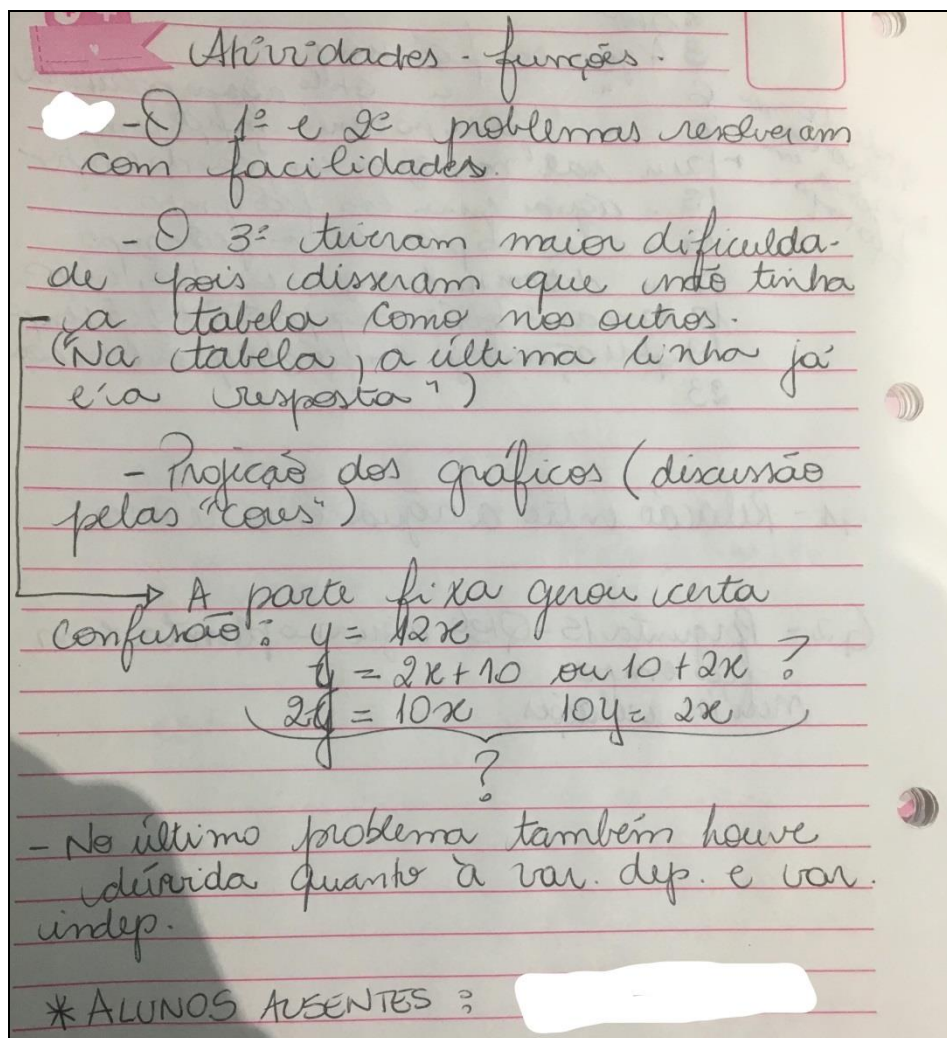 Atividades - funções.
- O 1º e 2º problemas resolveram
com facilidades.
- O 3º tiveram maior dificulda-
de pois disseram que não tinha
a tabela como nos outros.
("Na tabela, a última linha já
é a resposta")
- Projeção dos gráficos (discussão
pelas "cores")
A parte fixa gerou certa
confusão: y = 12x
y = 2x + 10 ou 10 + 2x ?
2y = 10x 10y = 2x
?
- No último problema também houve
dúvida quanto à var. dep. e var.
indep.
* ALUNOS AUSENTES :